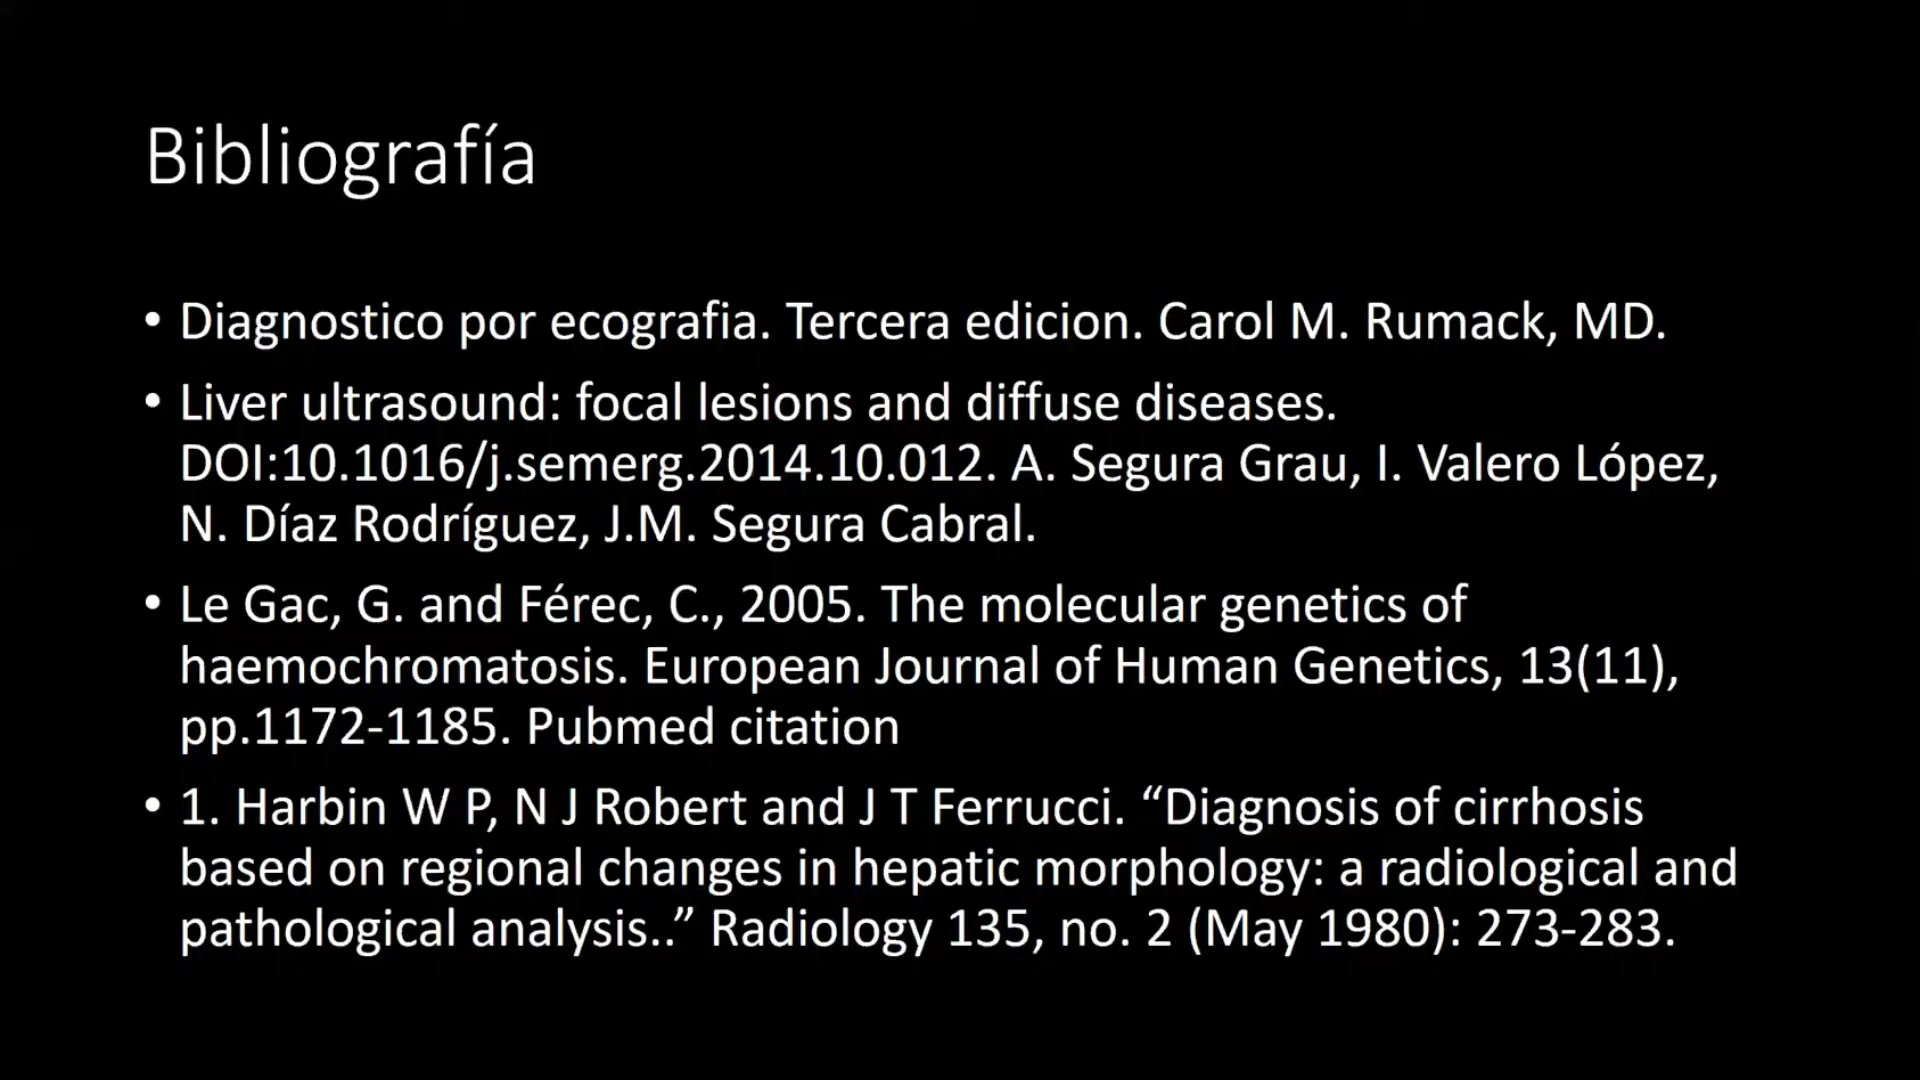 Bibliografía
• Diagnostico por ecografia. Tercera edicion. Carol M. Rumack, MD.
• Liver ultrasound: focal lesions and diffuse diseases.
DOI:10.1016/j.semerg.2014.10.012. A. Segura Grau, I. Valero López,
N. Díaz Rodríguez, J.M. Segura Cabral.
• Le Gac, G. and Férec, C., 2005. The molecular genetics of
haemochromatosis. European Journal of Human Genetics, 13(11),
pp.1172-1185. Pubmed citation
• 1. Harbin W P, N J Robert and J T Ferrucci. “Diagnosis of cirrhosis
based on regional changes in hepatic morphology: a radiological and
pathological analysis..” Radiology 135, no. 2 (May 1980): 273-283.